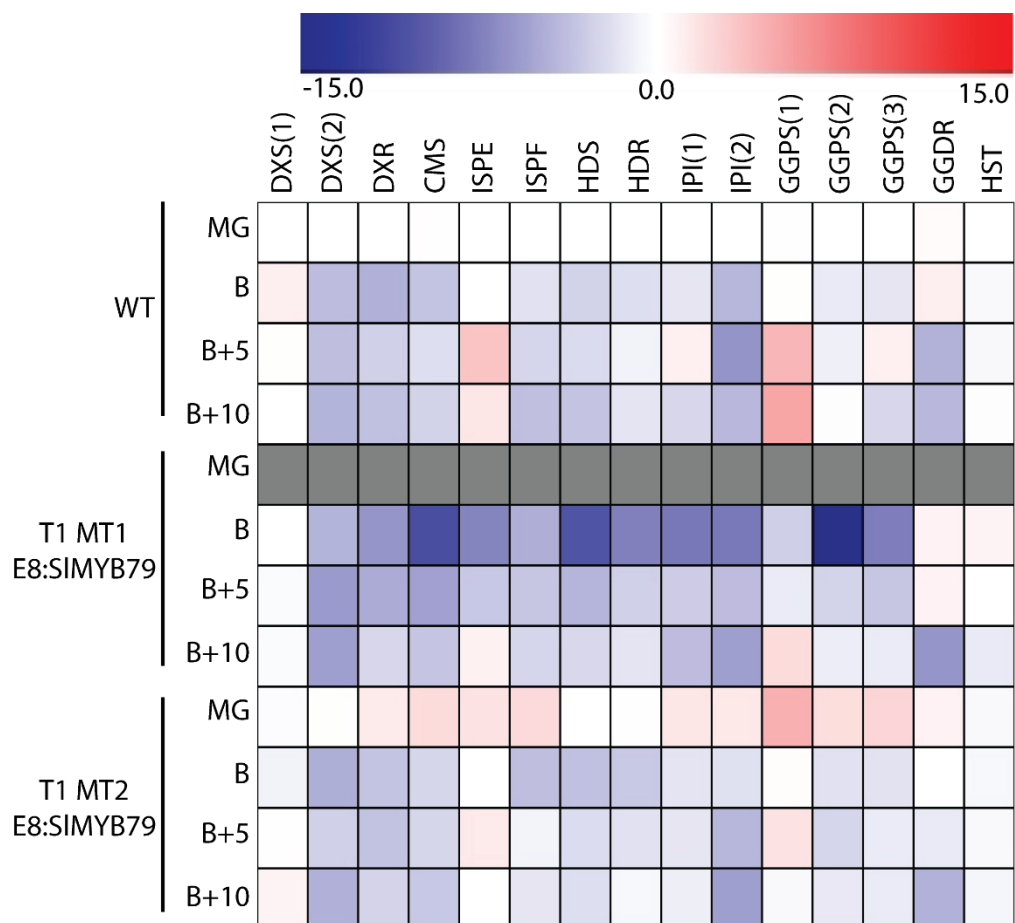 -15.0 0.0 15.0
DXS(1) DXS(2) DXR CMS ISPE ISPF HDS HDR IPI(1) IPI(2) GGPS(1) GGPS(2) GGPS(3) GGDR HST
WT
MG
B
B+5
B+10
T1 MT1
E8:SlMYB79
MG
B
B+5
B+10
T1 MT2
E8:SlMYB79
MG
B
B+5
B+10